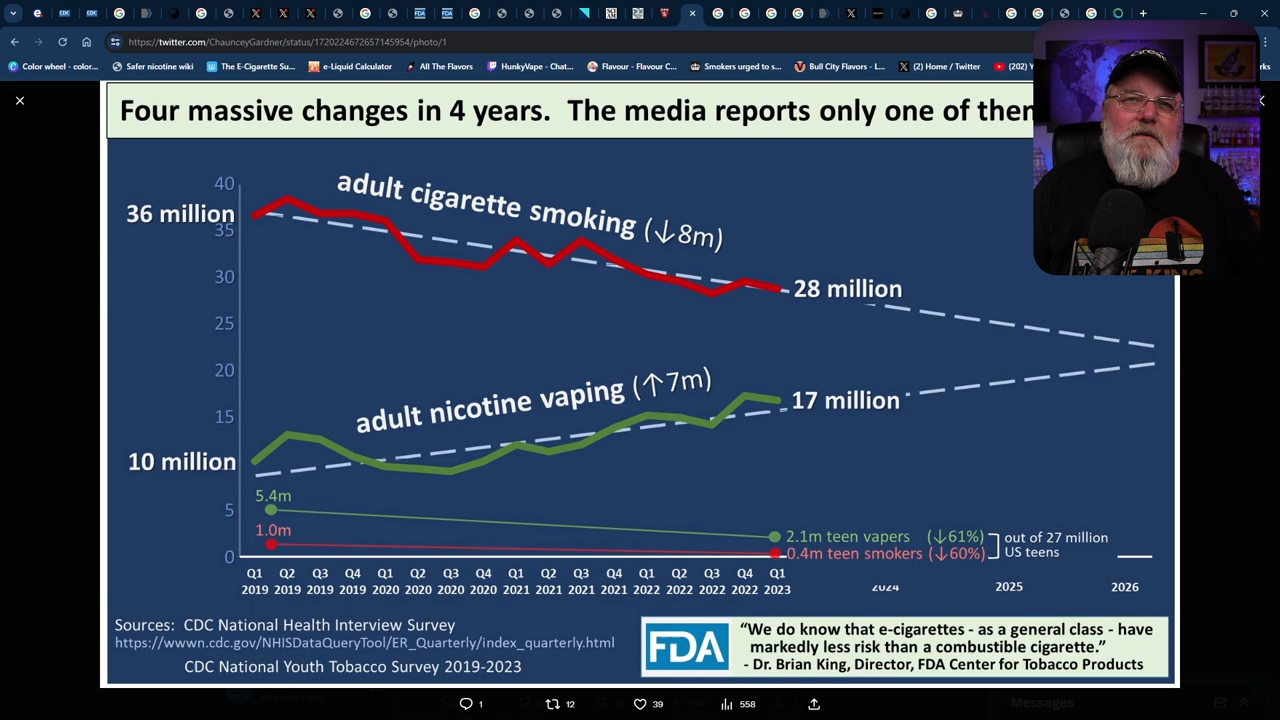 https://twitter.com/ChaunceyGardner/status/1720224672657145954/photo/1
Color wheel - color...
Safer nicotine wiki
The E-Cigarette Su...
e-Liquid Calculator
All The Flavors
HunkyVape - Chat...
Flavour - Flavour C...
Smokers urged to s...
Bull City Flavors - L...
(2) Home / Twitter
(202) Y
rks
Four massive changes in 4 years. The media reports only one of
adult cigarette smoking (↓8m)
40
36 million
35
30
28 million
25
20
adult nicotine vaping (↑7m)
17 million
15
10 million
5.4m
5
1.0m
2.1m teen vapers (↓61%)
0.4m teen smokers (↓60%)
out of 27 million
US teens
0
Q1 Q2 Q3 Q4 Q1 Q2 Q3 Q4 Q1 Q2 Q3 Q4 Q1 Q2 Q3 Q4 Q1
2019 2019 2019 2019 2020 2020 2020 2020 2021 2021 2021 2021 2022 2022 2022 2022 2023 2024 2025 2026
Sources: CDC National Health Interview Survey
https://wwwn.cdc.gov/NHISDataQueryTool/ER_Quarterly/index_quarterly.html
CDC National Youth Tobacco Survey 2019-2023
FDA
“We do know that e-cigarettes - as a general class - have
markedly less risk than a combustible cigarette.”
- Dr. Brian King, Director, FDA Center for Tobacco Products
1
12
39
558
Messages